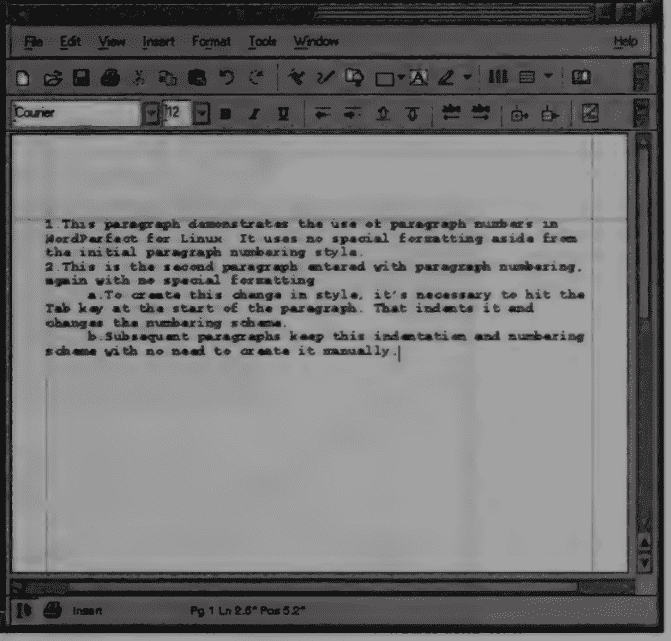 File Edit View Insert Format Tools Window Help
Courier 12
1.This paragraph demonstrates the use of paragraph numbers in
WordPerfect for Linux. It uses no special formatting aside from
the initial paragraph numbering style.
2.This is the second paragraph entered with paragraph numbering,
again with no special formatting
a.To create this change in style, it's necessary to hit the
Tab key at the start of the paragraph. That indents it and
changes the numbering scheme.
b.Subsequent paragraphs keep this indentation and numbering
scheme with no need to create it manually.
Insert Pg 1 Ln 2.6" Pos 5.2"